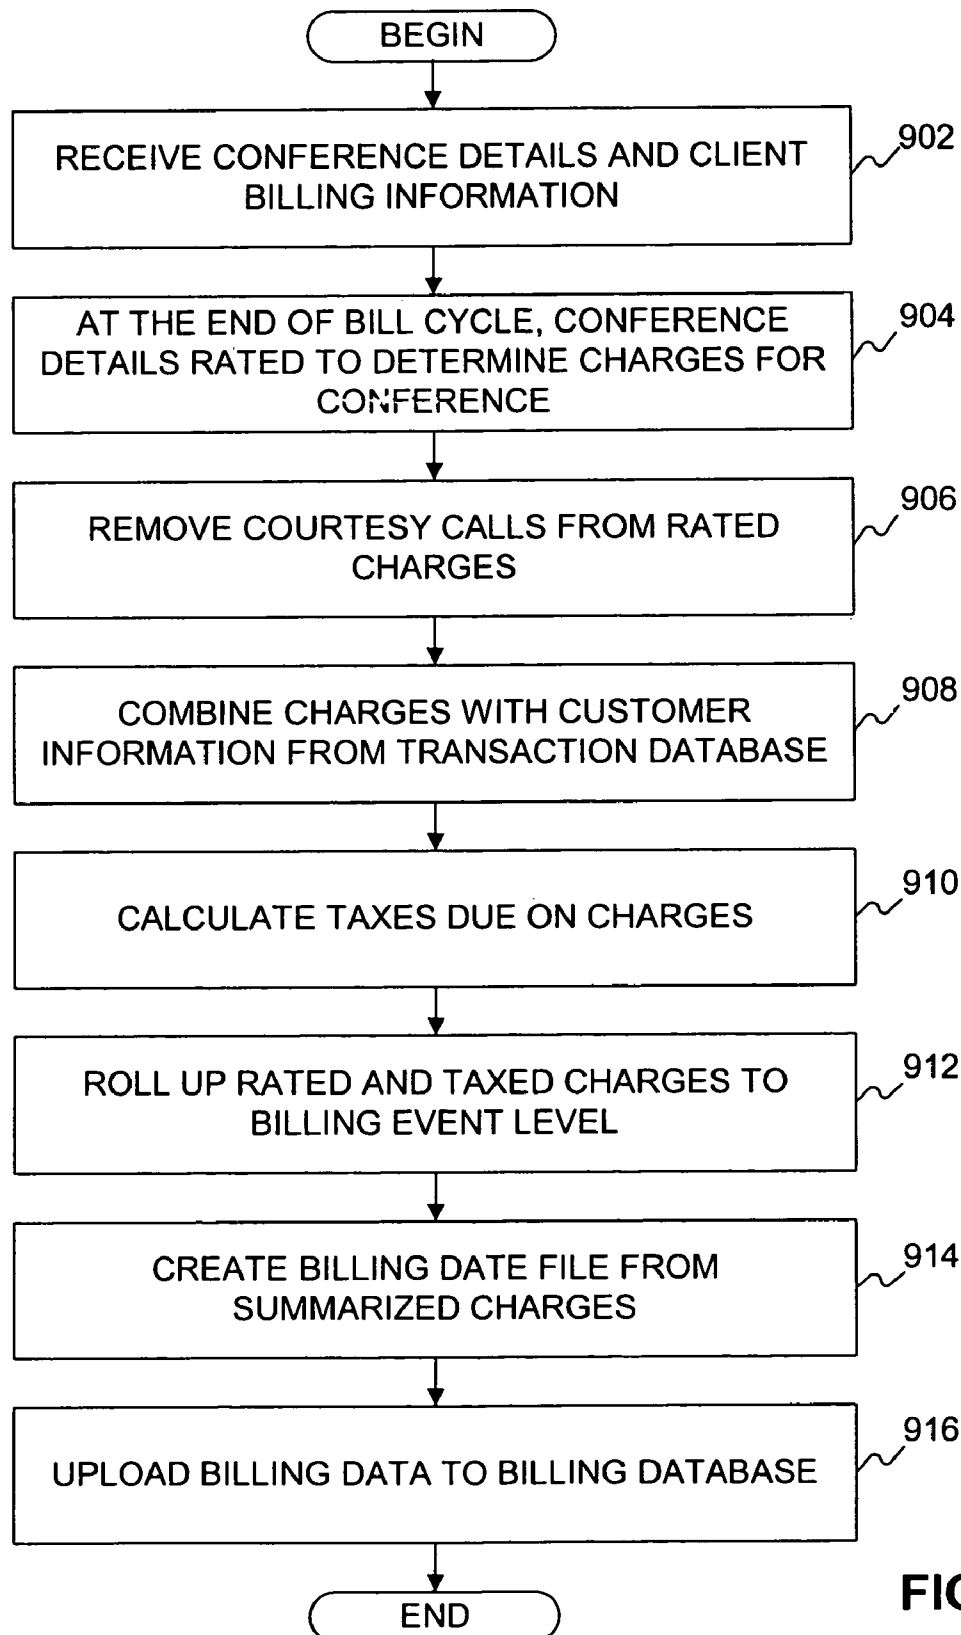 BEGIN
RECEIVE CONFERENCE DETAILS AND CLIENT
BILLING INFORMATION
902
AT THE END OF BILL CYCLE, CONFERENCE
DETAILS RATED TO DETERMINE CHARGES FOR
CONFERENCE
904
REMOVE COURTESY CALLS FROM RATED
CHARGES
906
COMBINE CHARGES WITH CUSTOMER
INFORMATION FROM TRANSACTION DATABASE
908
CALCULATE TAXES DUE ON CHARGES
910
ROLL UP RATED AND TAXED CHARGES TO
BILLING EVENT LEVEL
912
CREATE BILLING DATE FILE FROM
SUMMARIZED CHARGES
914
UPLOAD BILLING DATA TO BILLING DATABASE
916
END